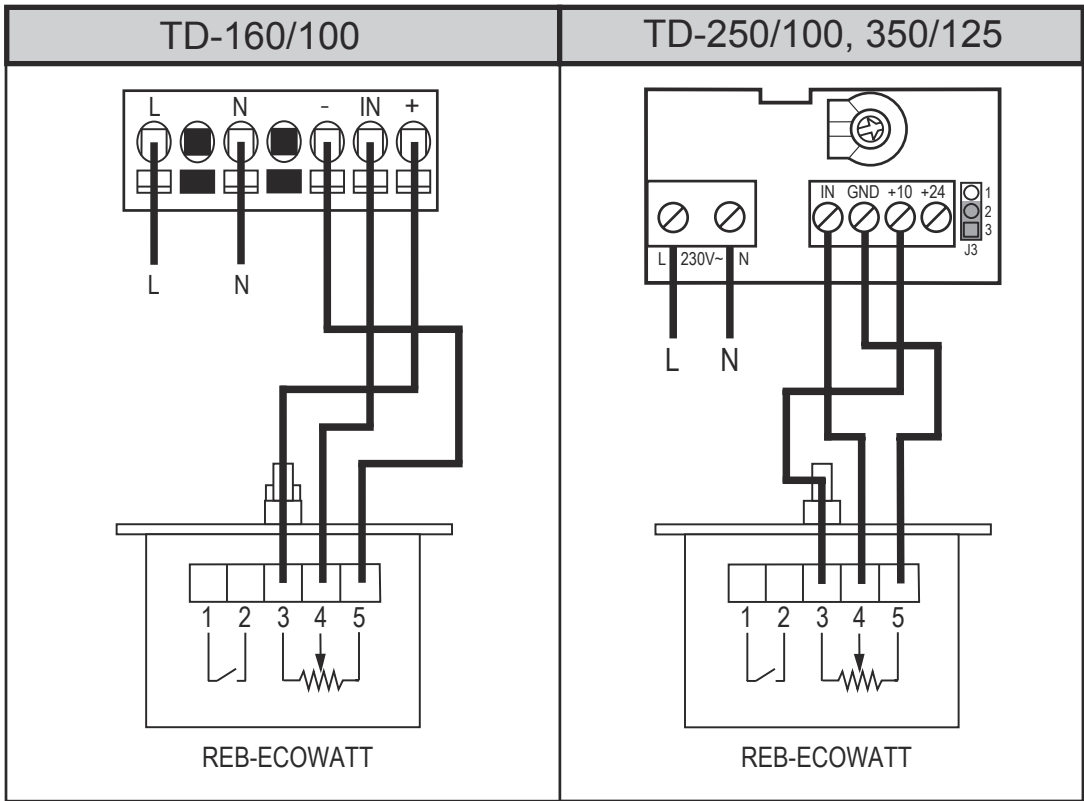 TD-160/100
L N - IN +
L N
1 2 3 4 5
REB-ECOWATT
TD-250/100, 350/125
IN GND +10 +24
1
2
3
J3
L 230V~ N
L N
1 2 3 4 5
REB-ECOWATT